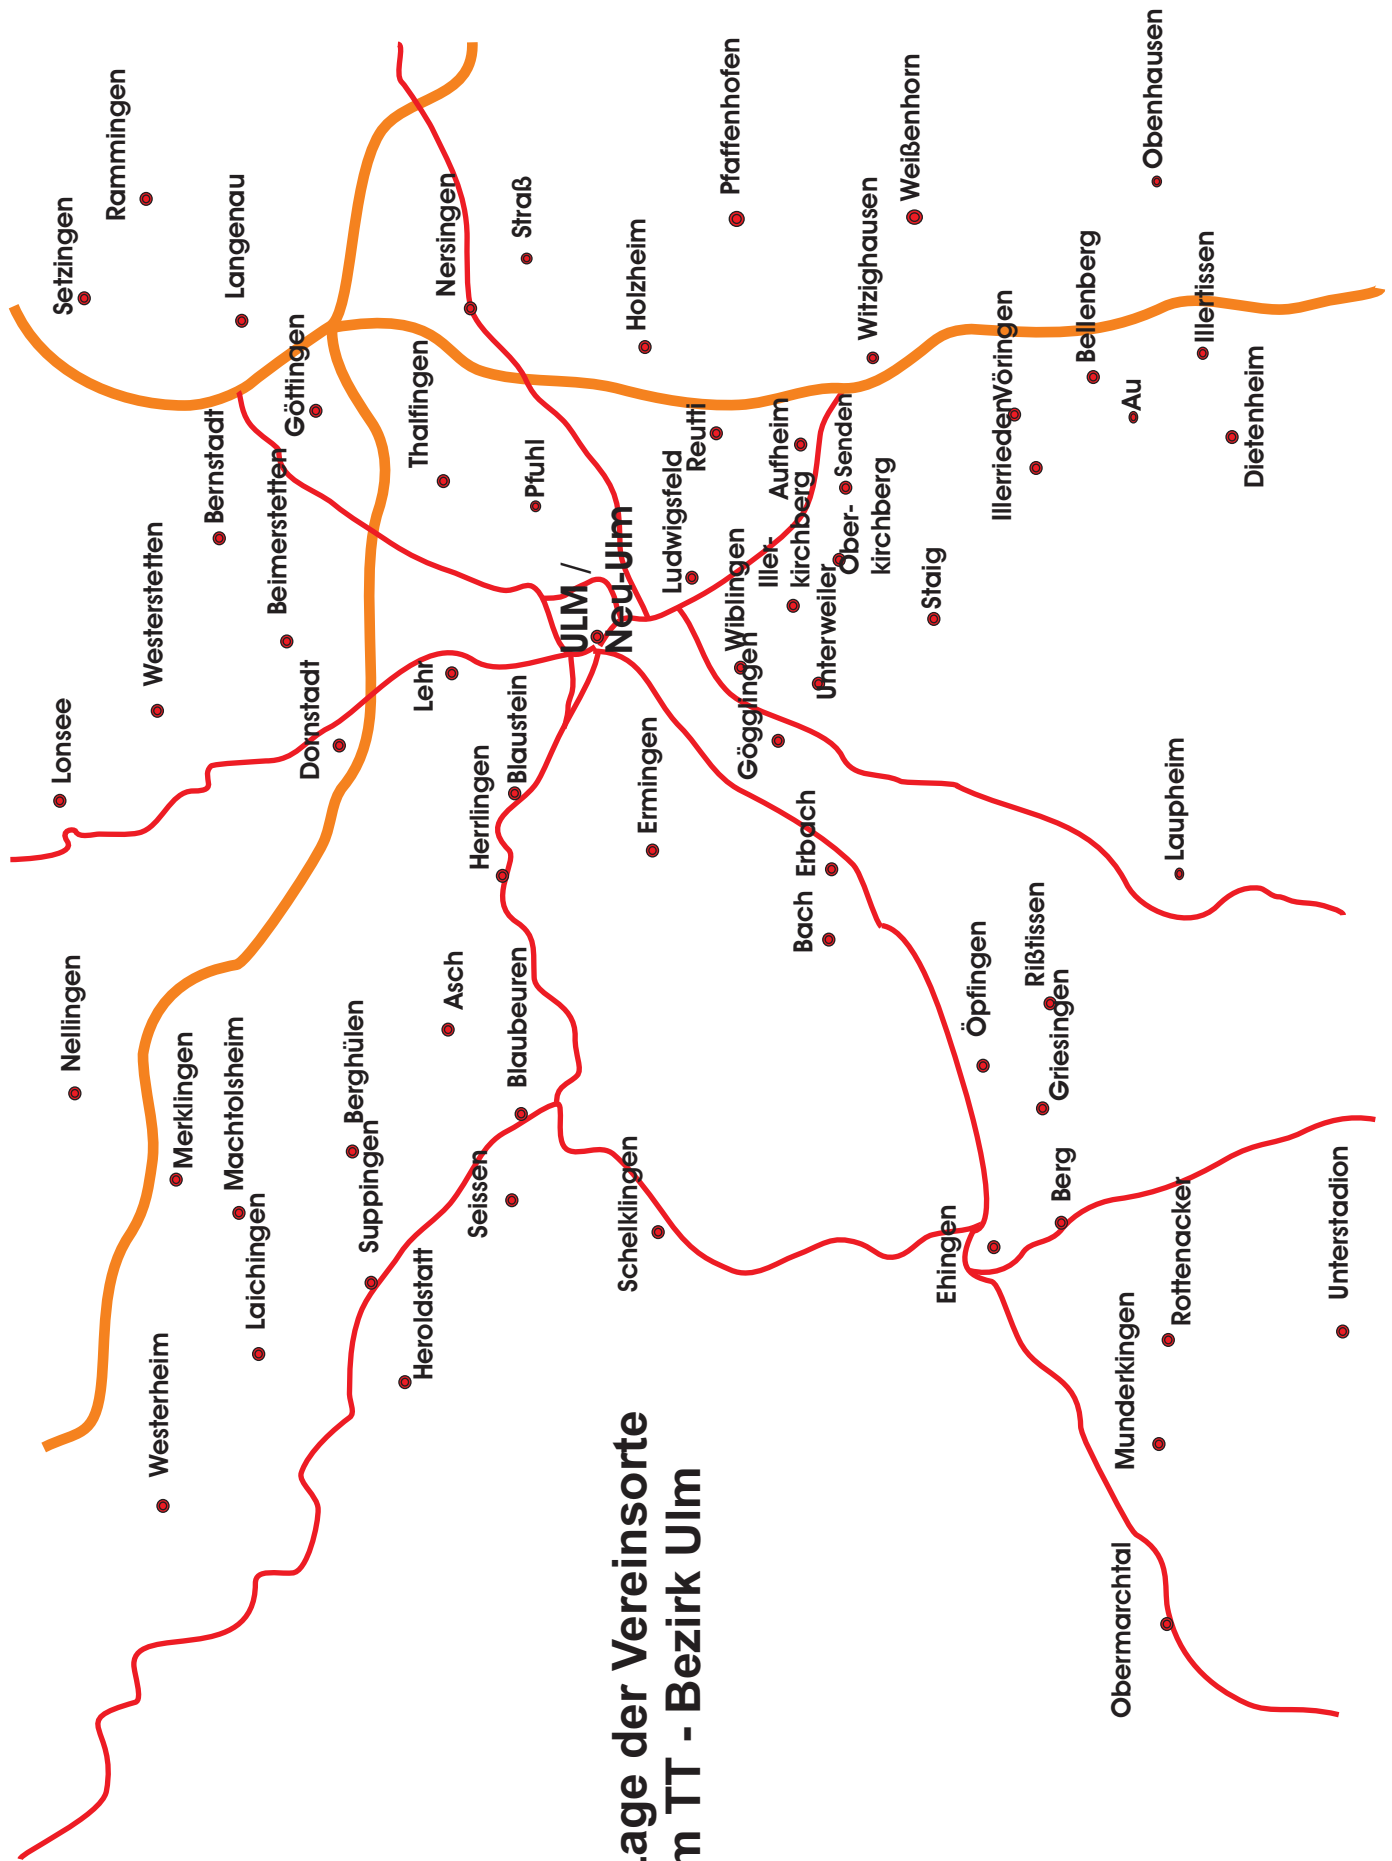 Lonsee
Setzingen
Nellingen
Rammingen
Westerstetten
Westerheim
Merklingen
Bernstadt
Langenau
Machtolsheim
Laichingen
Beimerstetten
Göttingen
Dornstadt
Berghülen
Suppingen
Heroldstatt
Thalfingen
Lehr
Nersingen
Asch
Seissen
Herrlingen
Blaustein
Blaubeuren
Straß
Pfuhl
ULM /
Neu-Ulm
Holzheim
Ermingen
Schelklingen
Ludwigsfeld
Reutti
Pfaffenhofen
Wiblingen
Gögglingen
Iller-
kirchberg
Aufheim
Unterweiler
Bach
Erbach
Senden
Ober-
kirchberg
Witzighausen
Weißenhorn
Staig
Ehingen
Öpfingen
Illerrieden
Vöringen
Rißtissen
Griesingen
Berg
Bellenberg
Au
Obenhausen
Laupheim
Illertissen
Dietenheim
Obermarchtal
Munderkingen
Rottenacker
Unterstadion
age der Vereinsorte
m TT - Bezirk Ulm